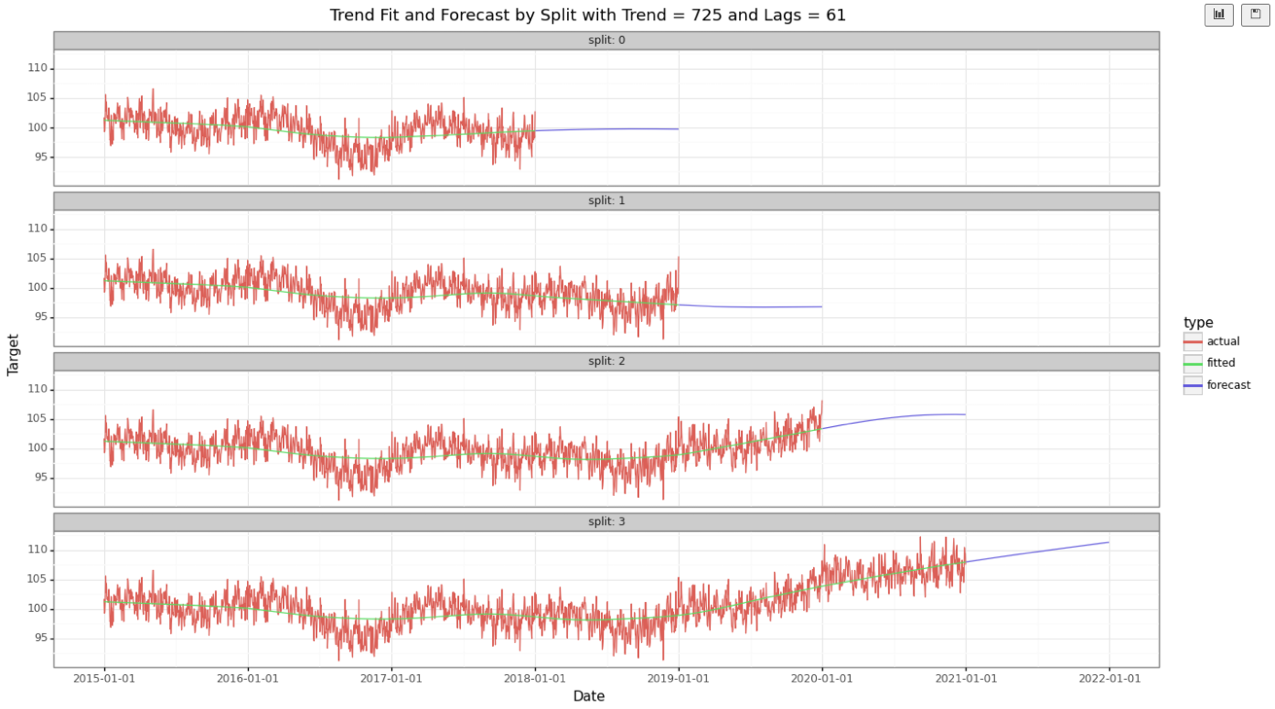 Trend Fit and Forecast by Split with Trend = 725 and Lags = 61
split: 0
110
105
100
95
split: 1
110
105
100
95
split: 2
110
105
100
95
split: 3
110
105
100
95
Target
2015-01-01 2016-01-01 2017-01-01 2018-01-01 2019-01-01 2020-01-01 2021-01-01 2022-01-01
Date
type
actual
fitted
forecast